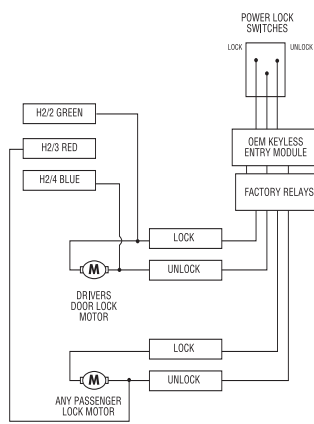 POWER LOCK
SWITCHES
LOCK
UNLOCK
H2/2 GREEN
H2/3 RED
OEM KEYLESS
ENTRY MODULE
H2/4 BLUE
FACTORY RELAYS
LOCK
M
UNLOCK
DRIVERS
DOOR LOCK
MOTOR
LOCK
M
UNLOCK
ANY PASSENGER
LOCK MOTOR